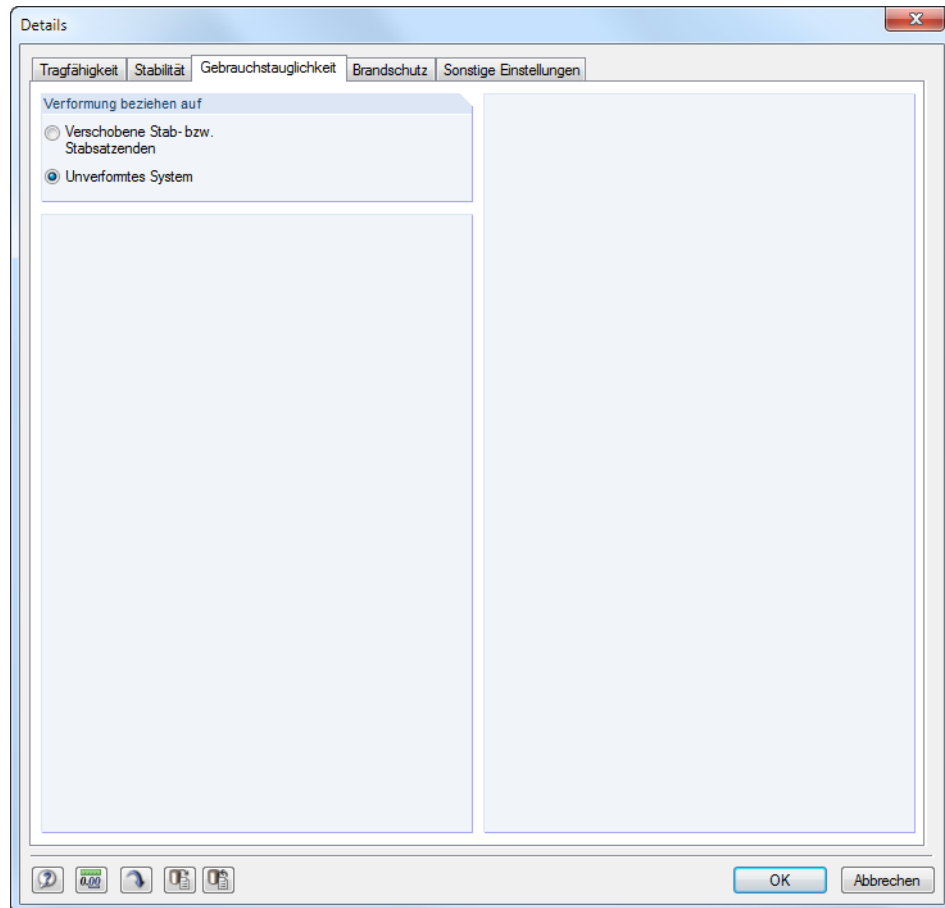 Details
Tragfähigkeit Stabilität Gebrauchstauglichkeit Brandschutz Sonstige Einstellungen
Verformung beziehen auf
Verschobene Stab- bzw.
Stabsatzenden
Unverformtes System
0.00
OK Abbrechen